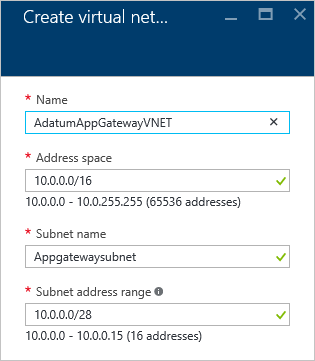 Create virtual net...
* Name
AdatumAppGatewayVNET
* Address space
10.0.0.0/16
10.0.0.0 - 10.0.255.255 (65536 addresses)
* Subnet name
Appgatewaysubnet
* Subnet address range
10.0.0.0/28
10.0.0.0 - 10.0.0.15 (16 addresses)